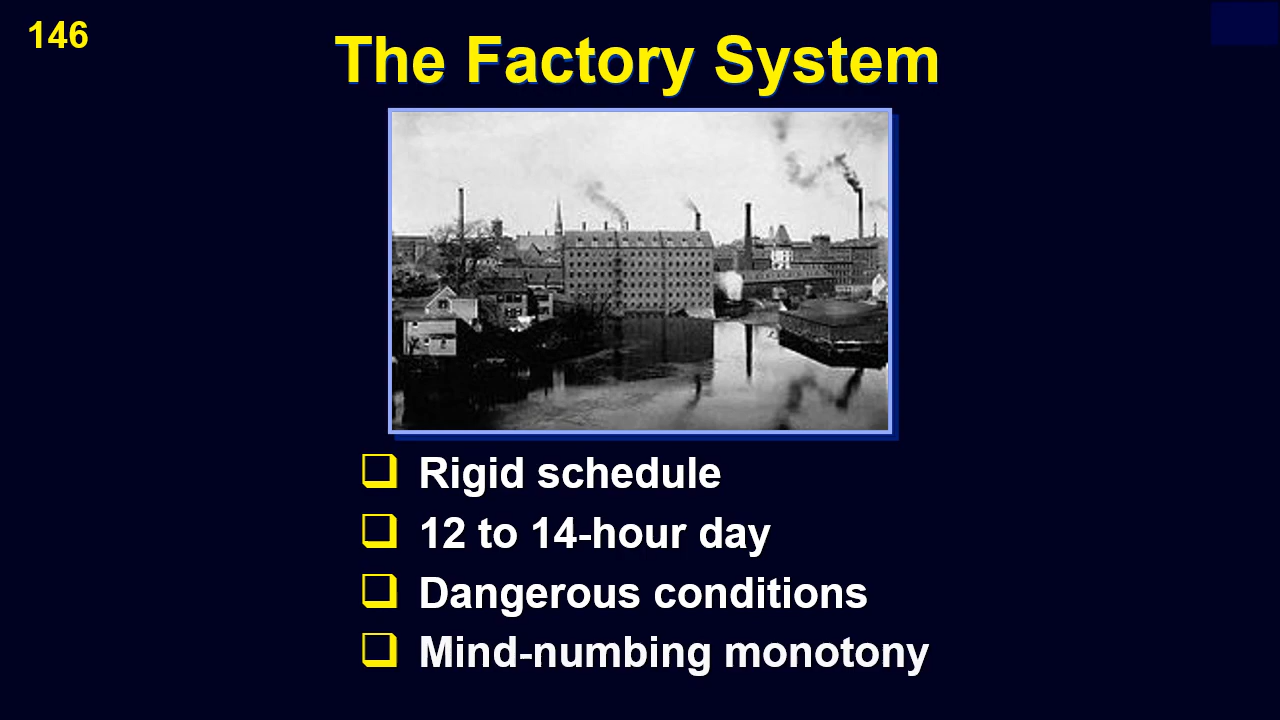 146
The Factory System
Rigid schedule
12 to 14-hour day
Dangerous conditions
Mind-numbing monotony